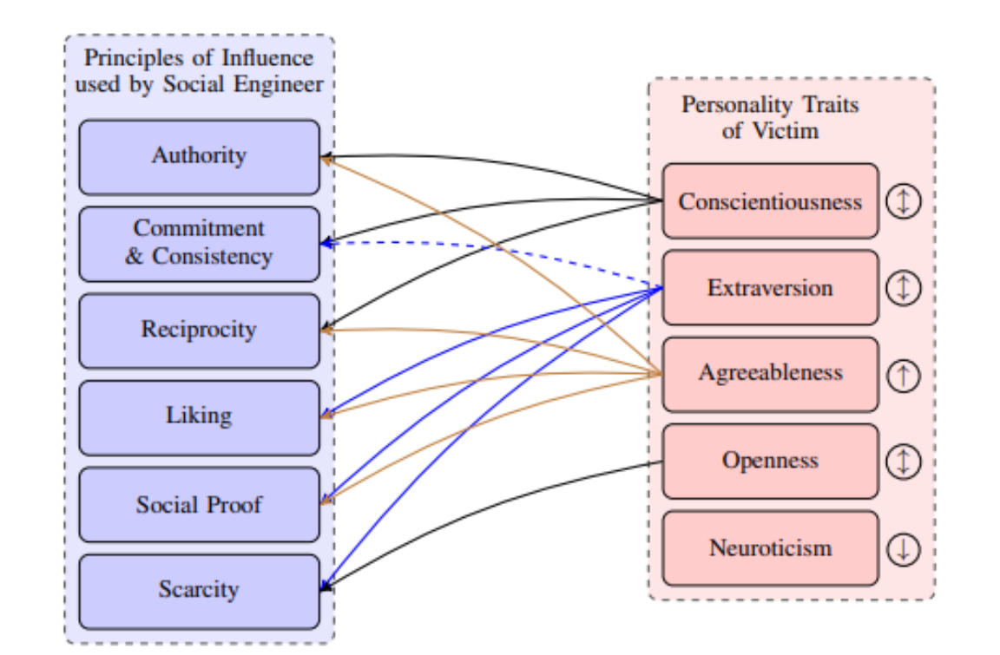 Principles of Influence
used by Social Engineer
Authority
Commitment
& Consistency
Reciprocity
Liking
Social Proof
Scarcity
Personality Traits
of Victim
Conscientiousness
↕
Extraversion
↕
Agreeableness
↑
Openness
↕
Neuroticism
↓